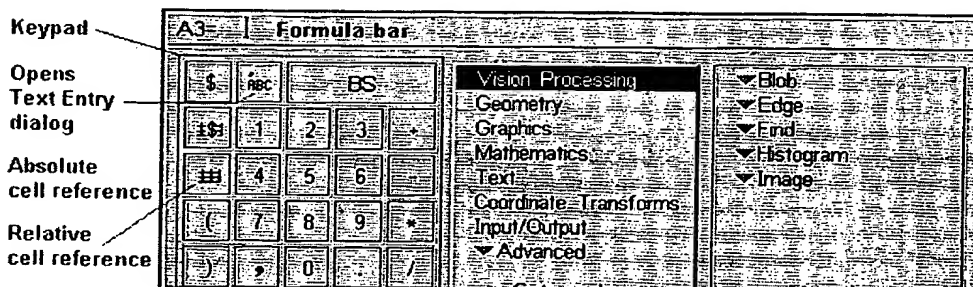 Keypad
Opens
Text Entry
dialog
Absolute
cell reference
Relative
cell reference
A3= Formula bar
$ ABC BS
1 2 3 +
4 5 6 -
( 7 8 9 *
) , 0 . /
Vision Processing
Geometry
Graphics
Mathematics
Text
Coordinate Transforms
Input/Output
Advanced
Blob
Edge
Find
Histogram
Image